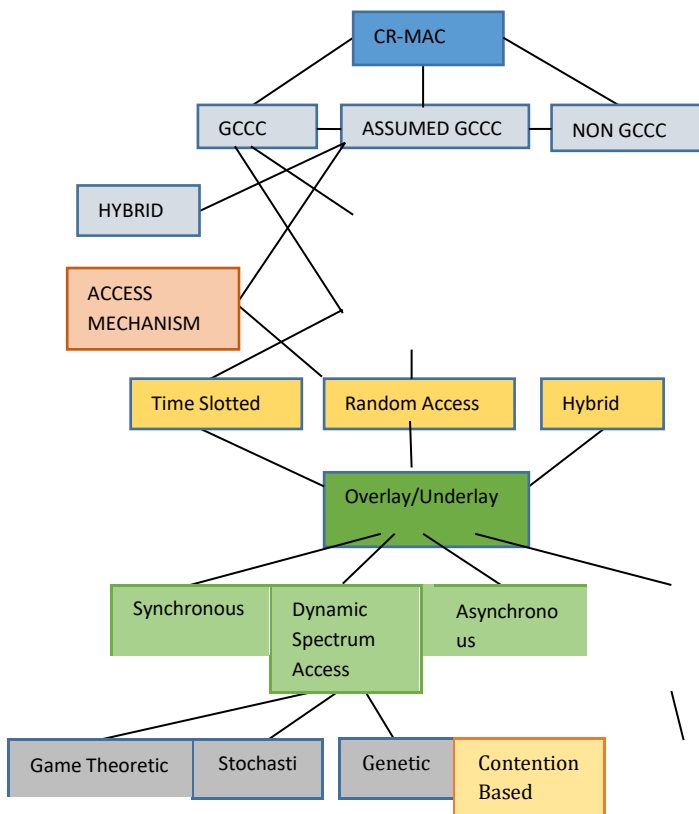 CR-MAC
GCCC
ASSUMED GCCC
NON GCCC
HYBRID
ACCESS
MECHANISM
Time Slotted
Random Access
Hybrid
Overlay/Underlay
Synchronous
Dynamic
Spectrum
Access
Asynchrono
us
Game Theoretic
Stochasti
Genetic
Contention
Based